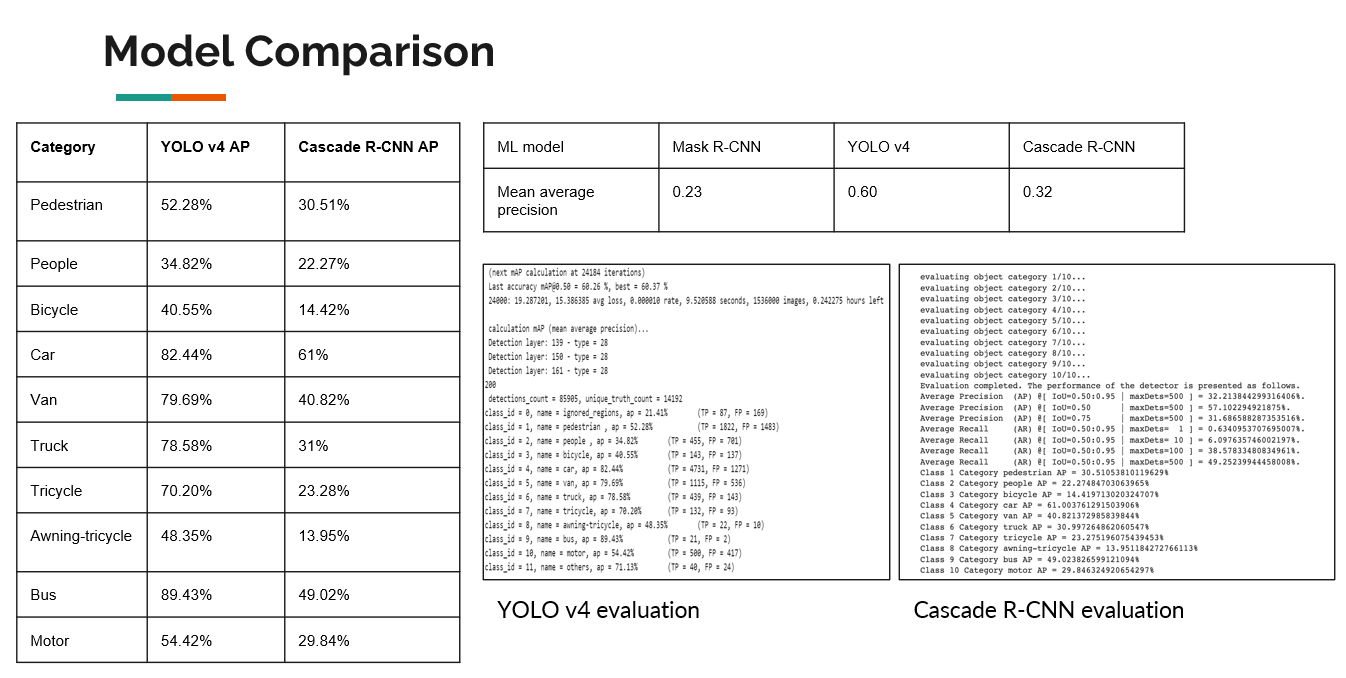 Model Comparison
Category YOLO v4 AP Cascade R-CNN AP
Pedestrian 52.28% 30.51%
People 34.82% 22.27%
Bicycle 40.55% 14.42%
Car 82.44% 61%
Van 79.69% 40.82%
Truck 78.58% 31%
Tricycle 70.20% 23.28%
Awning-tricycle 48.35% 13.95%
Bus 89.43% 49.02%
Motor 54.42% 29.84%
ML model Mask R-CNN YOLO v4 Cascade R-CNN
Mean average 0.23 0.60 0.32
precision
(next mAP calculation at 24184 iterations)
Last accuracy mAP@0.50 = 60.26 %, best = 60.37 %
24000: 19.287201, 15.386385 avg loss, 0.000010 rate, 9.520588 seconds, 1536000 images, 0.242275 hours left
calculation mAP (mean average precision)...
Detection layer: 139 - type = 28
Detection layer: 150 - type = 28
Detection layer: 161 - type = 28
200
detections_count = 85905, unique_truth_count = 14192
class_id = 0, name = ignored_regions, ap = 21.41% (TP = 87, FP = 169)
class_id = 1, name = pedestrian , ap = 52.28% (TP = 1822, FP = 1483)
class_id = 2, name = people , ap = 34.82% (TP = 455, FP = 701)
class_id = 3, name = bicycle, ap = 40.55% (TP = 143, FP = 137)
class_id = 4, name = car, ap = 82.44% (TP = 4731, FP = 1271)
class_id = 5, name = van, ap = 79.69% (TP = 1115, FP = 536)
class_id = 6, name = truck, ap = 78.58% (TP = 439, FP = 143)
class_id = 7, name = tricycle, ap = 70.20% (TP = 132, FP = 93)
class_id = 8, name = awning-tricycle, ap = 48.35% (TP = 22, FP = 10)
class_id = 9, name = bus, ap = 89.43% (TP = 21, FP = 2)
class_id = 10, name = motor, ap = 54.42% (TP = 500, FP = 417)
class_id = 11, name = others, ap = 71.13% (TP = 40, FP = 24)
YOLO v4 evaluation
evaluating object category 1/10...
evaluating object category 2/10...
evaluating object category 3/10...
evaluating object category 4/10...
evaluating object category 5/10...
evaluating object category 6/10...
evaluating object category 7/10...
evaluating object category 8/10...
evaluating object category 9/10...
evaluating object category 10/10...
Evaluation completed. The performance of the detector is presented as follows.
Average Precision (AP) @[ IoU=0.50:0.95 | maxDets=500 ] = 32.213844299316406%.
Average Precision (AP) @[ IoU=0.50 | maxDets=500 ] = 57.102294921875%.
Average Precision (AP) @[ IoU=0.75 | maxDets=500 ] = 31.686588287353516%.
Average Recall (AR) @[ IoU=0.50:0.95 | maxDets= 1 ] = 0.6340953707695007%.
Average Recall (AR) @[ IoU=0.50:0.95 | maxDets= 10 ] = 6.097635746002197%.
Average Recall (AR) @[ IoU=0.50:0.95 | maxDets=100 ] = 38.57833480834961%.
Average Recall (AR) @[ IoU=0.50:0.95 | maxDets=500 ] = 49.252399444580008%.
Class 1 Category pedestrian AP = 30.51053810119629%
Class 2 Category people AP = 22.27484703063965%
Class 3 Category bicycle AP = 14.419713020324707%
Class 4 Category car AP = 61.003761291503906%
Class 5 Category van AP = 40.821372985839844%
Class 6 Category truck AP = 30.997264862060547%
Class 7 Category tricycle AP = 23.275196075439453%
Class 8 Category awning-tricycle AP = 13.951184272766113%
Class 9 Category bus AP = 49.023826599121094%
Class 10 Category motor AP = 29.846324920654297%
Cascade R-CNN evaluation